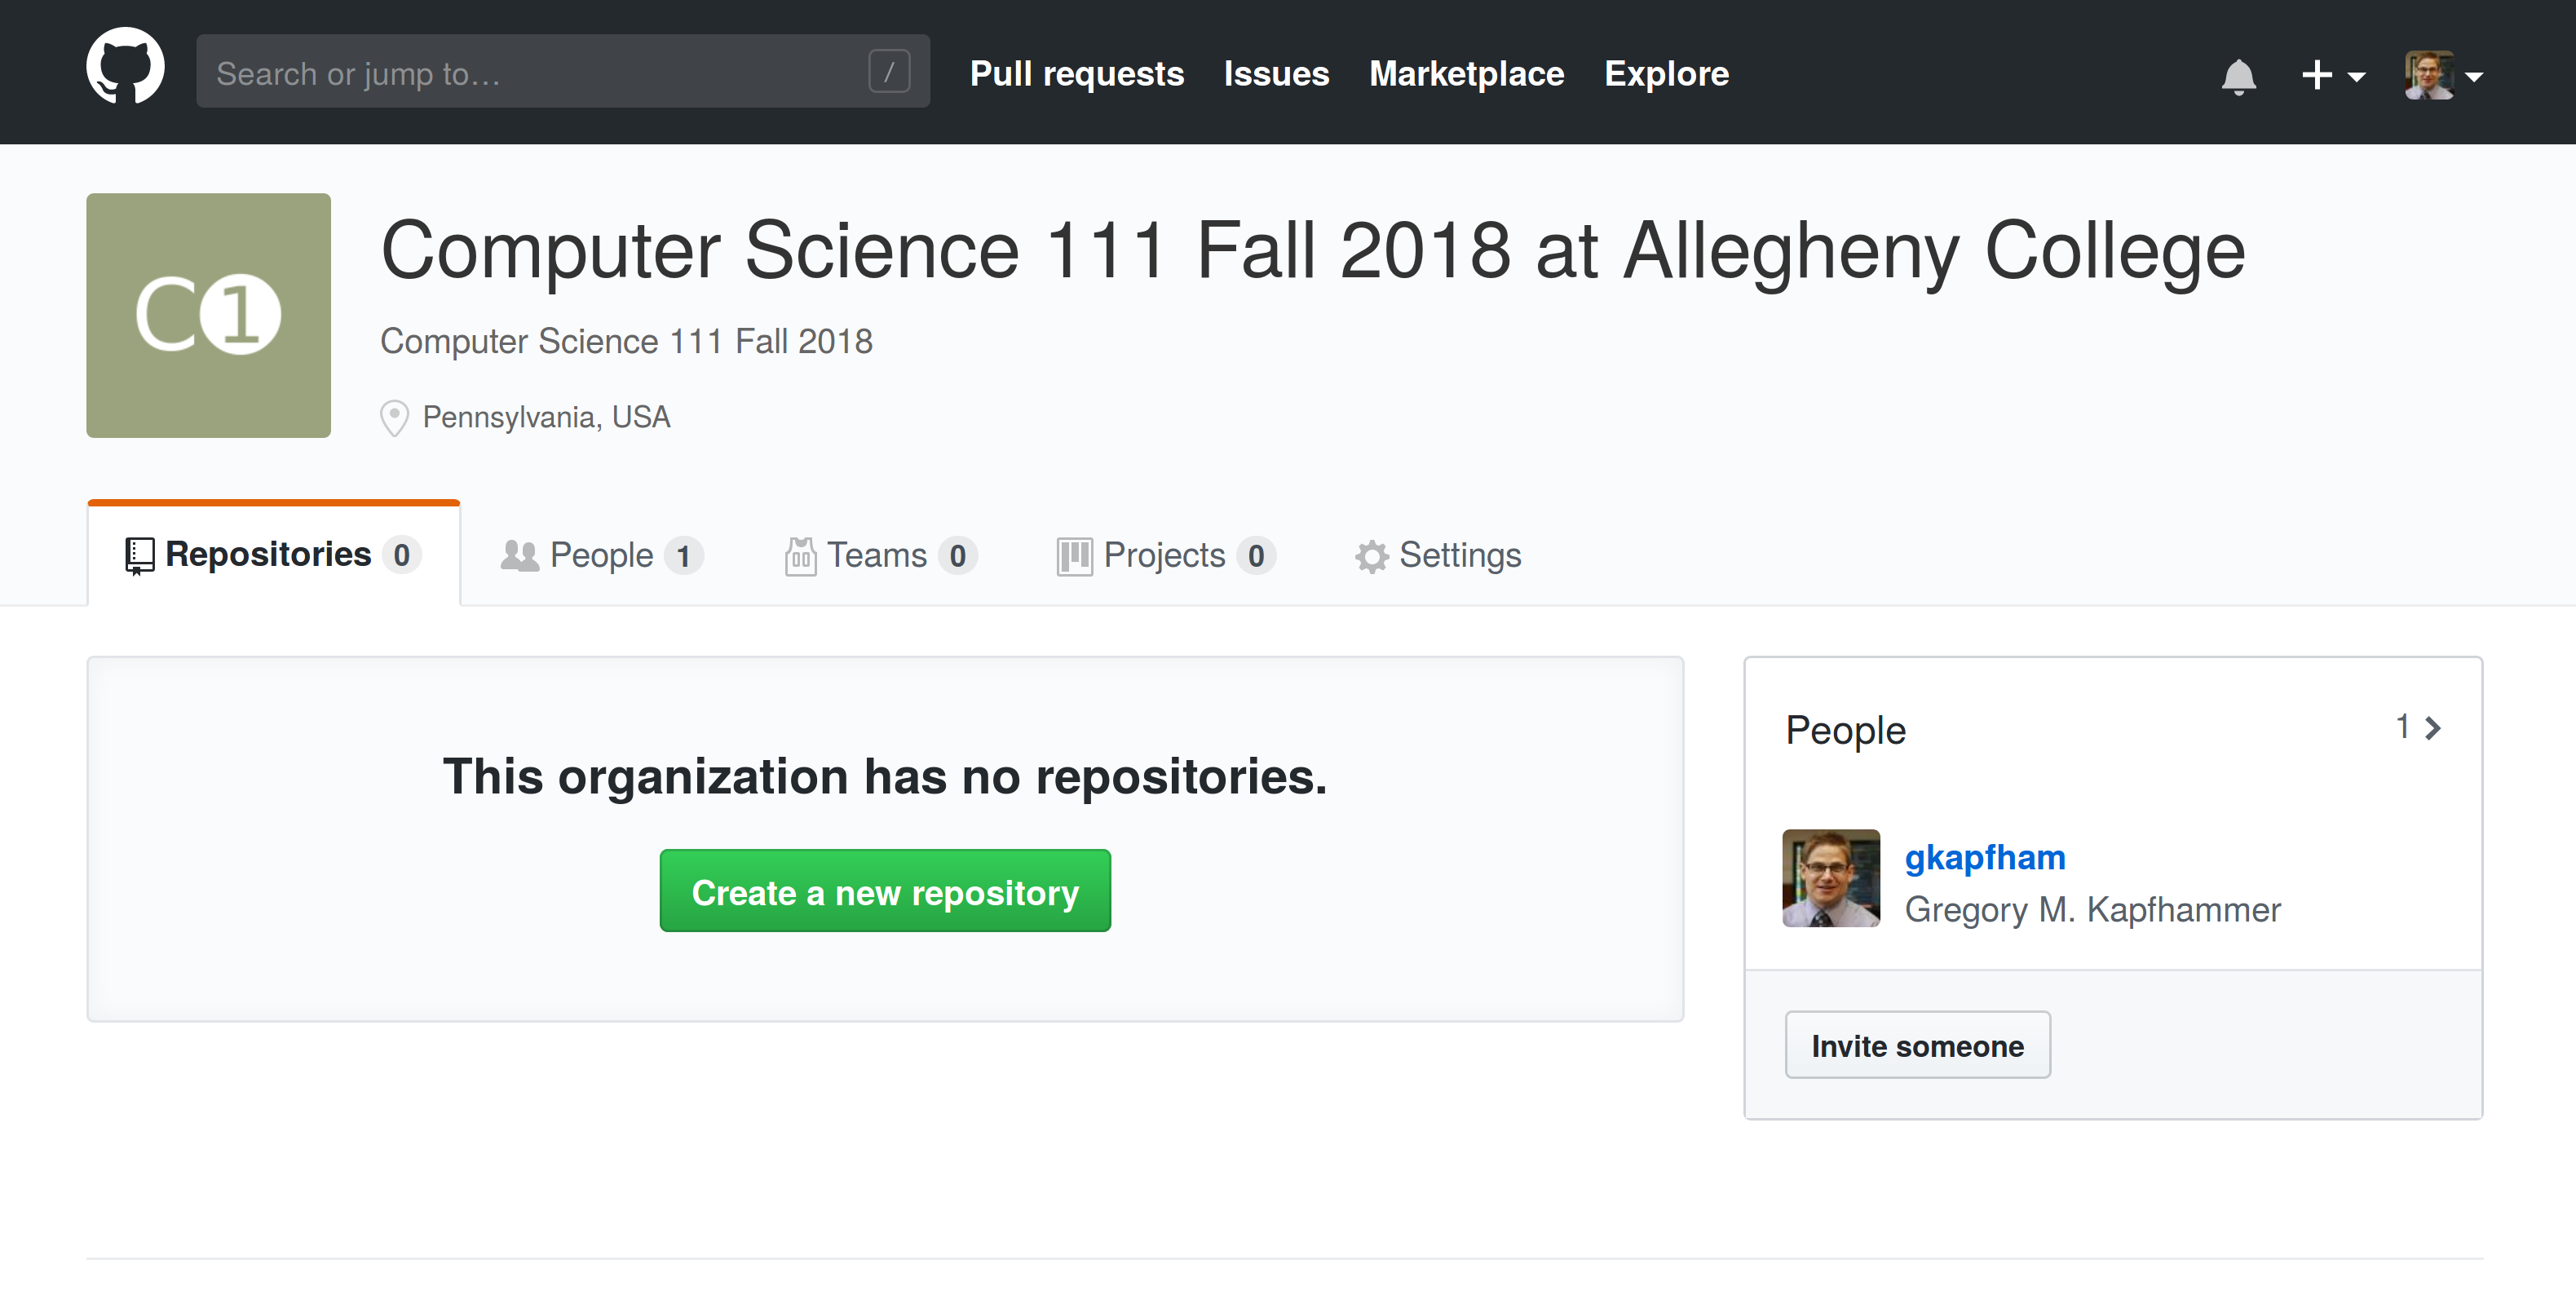 Search or jump to... /
Pull requests Issues Marketplace Explore
C1
Computer Science 111 Fall 2018 at Allegheny College
Computer Science 111 Fall 2018
Pennsylvania, USA
Repositories 0 People 1 Teams 0 Projects 0 Settings
This organization has no repositories.
Create a new repository
People 1
gkapfham
Gregory M. Kapfhammer
Invite someone